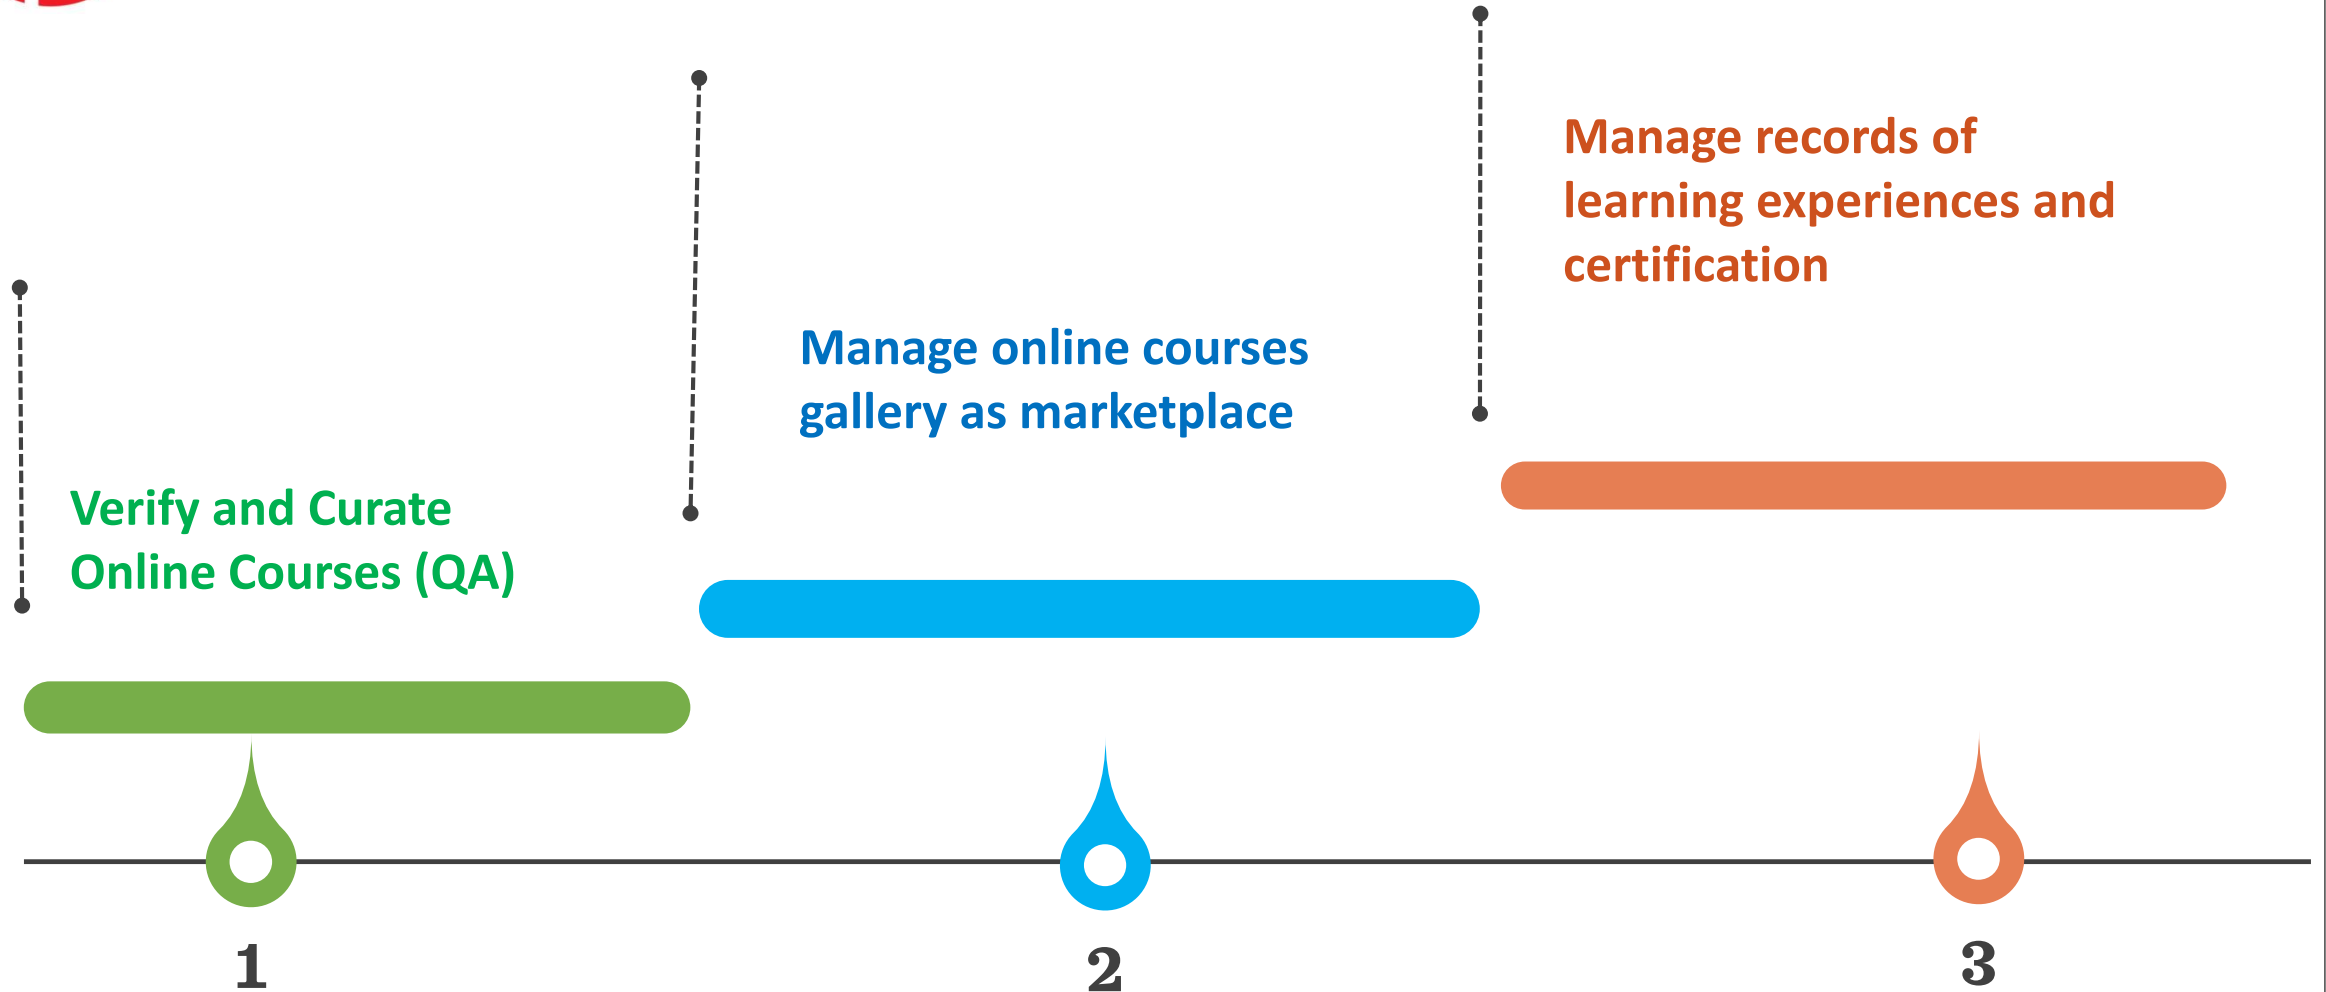 Verify and Curate
Online Courses (QA)
Manage online courses
gallery as marketplace
Manage records of
learning experiences and
certification
1
2
3